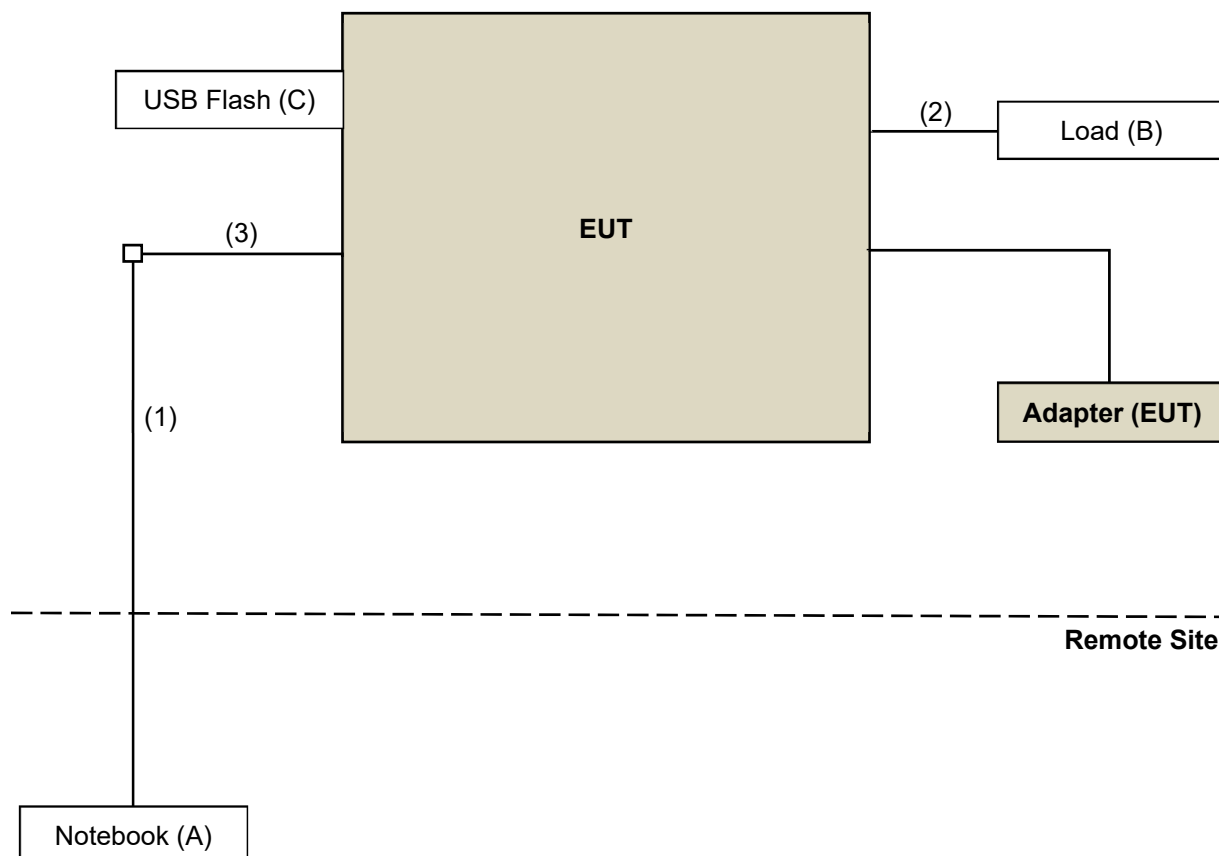 USB Flash (C)
(2)
Load (B)
EUT
(3)
Adapter (EUT)
(1)
Remote Site
Notebook (A)